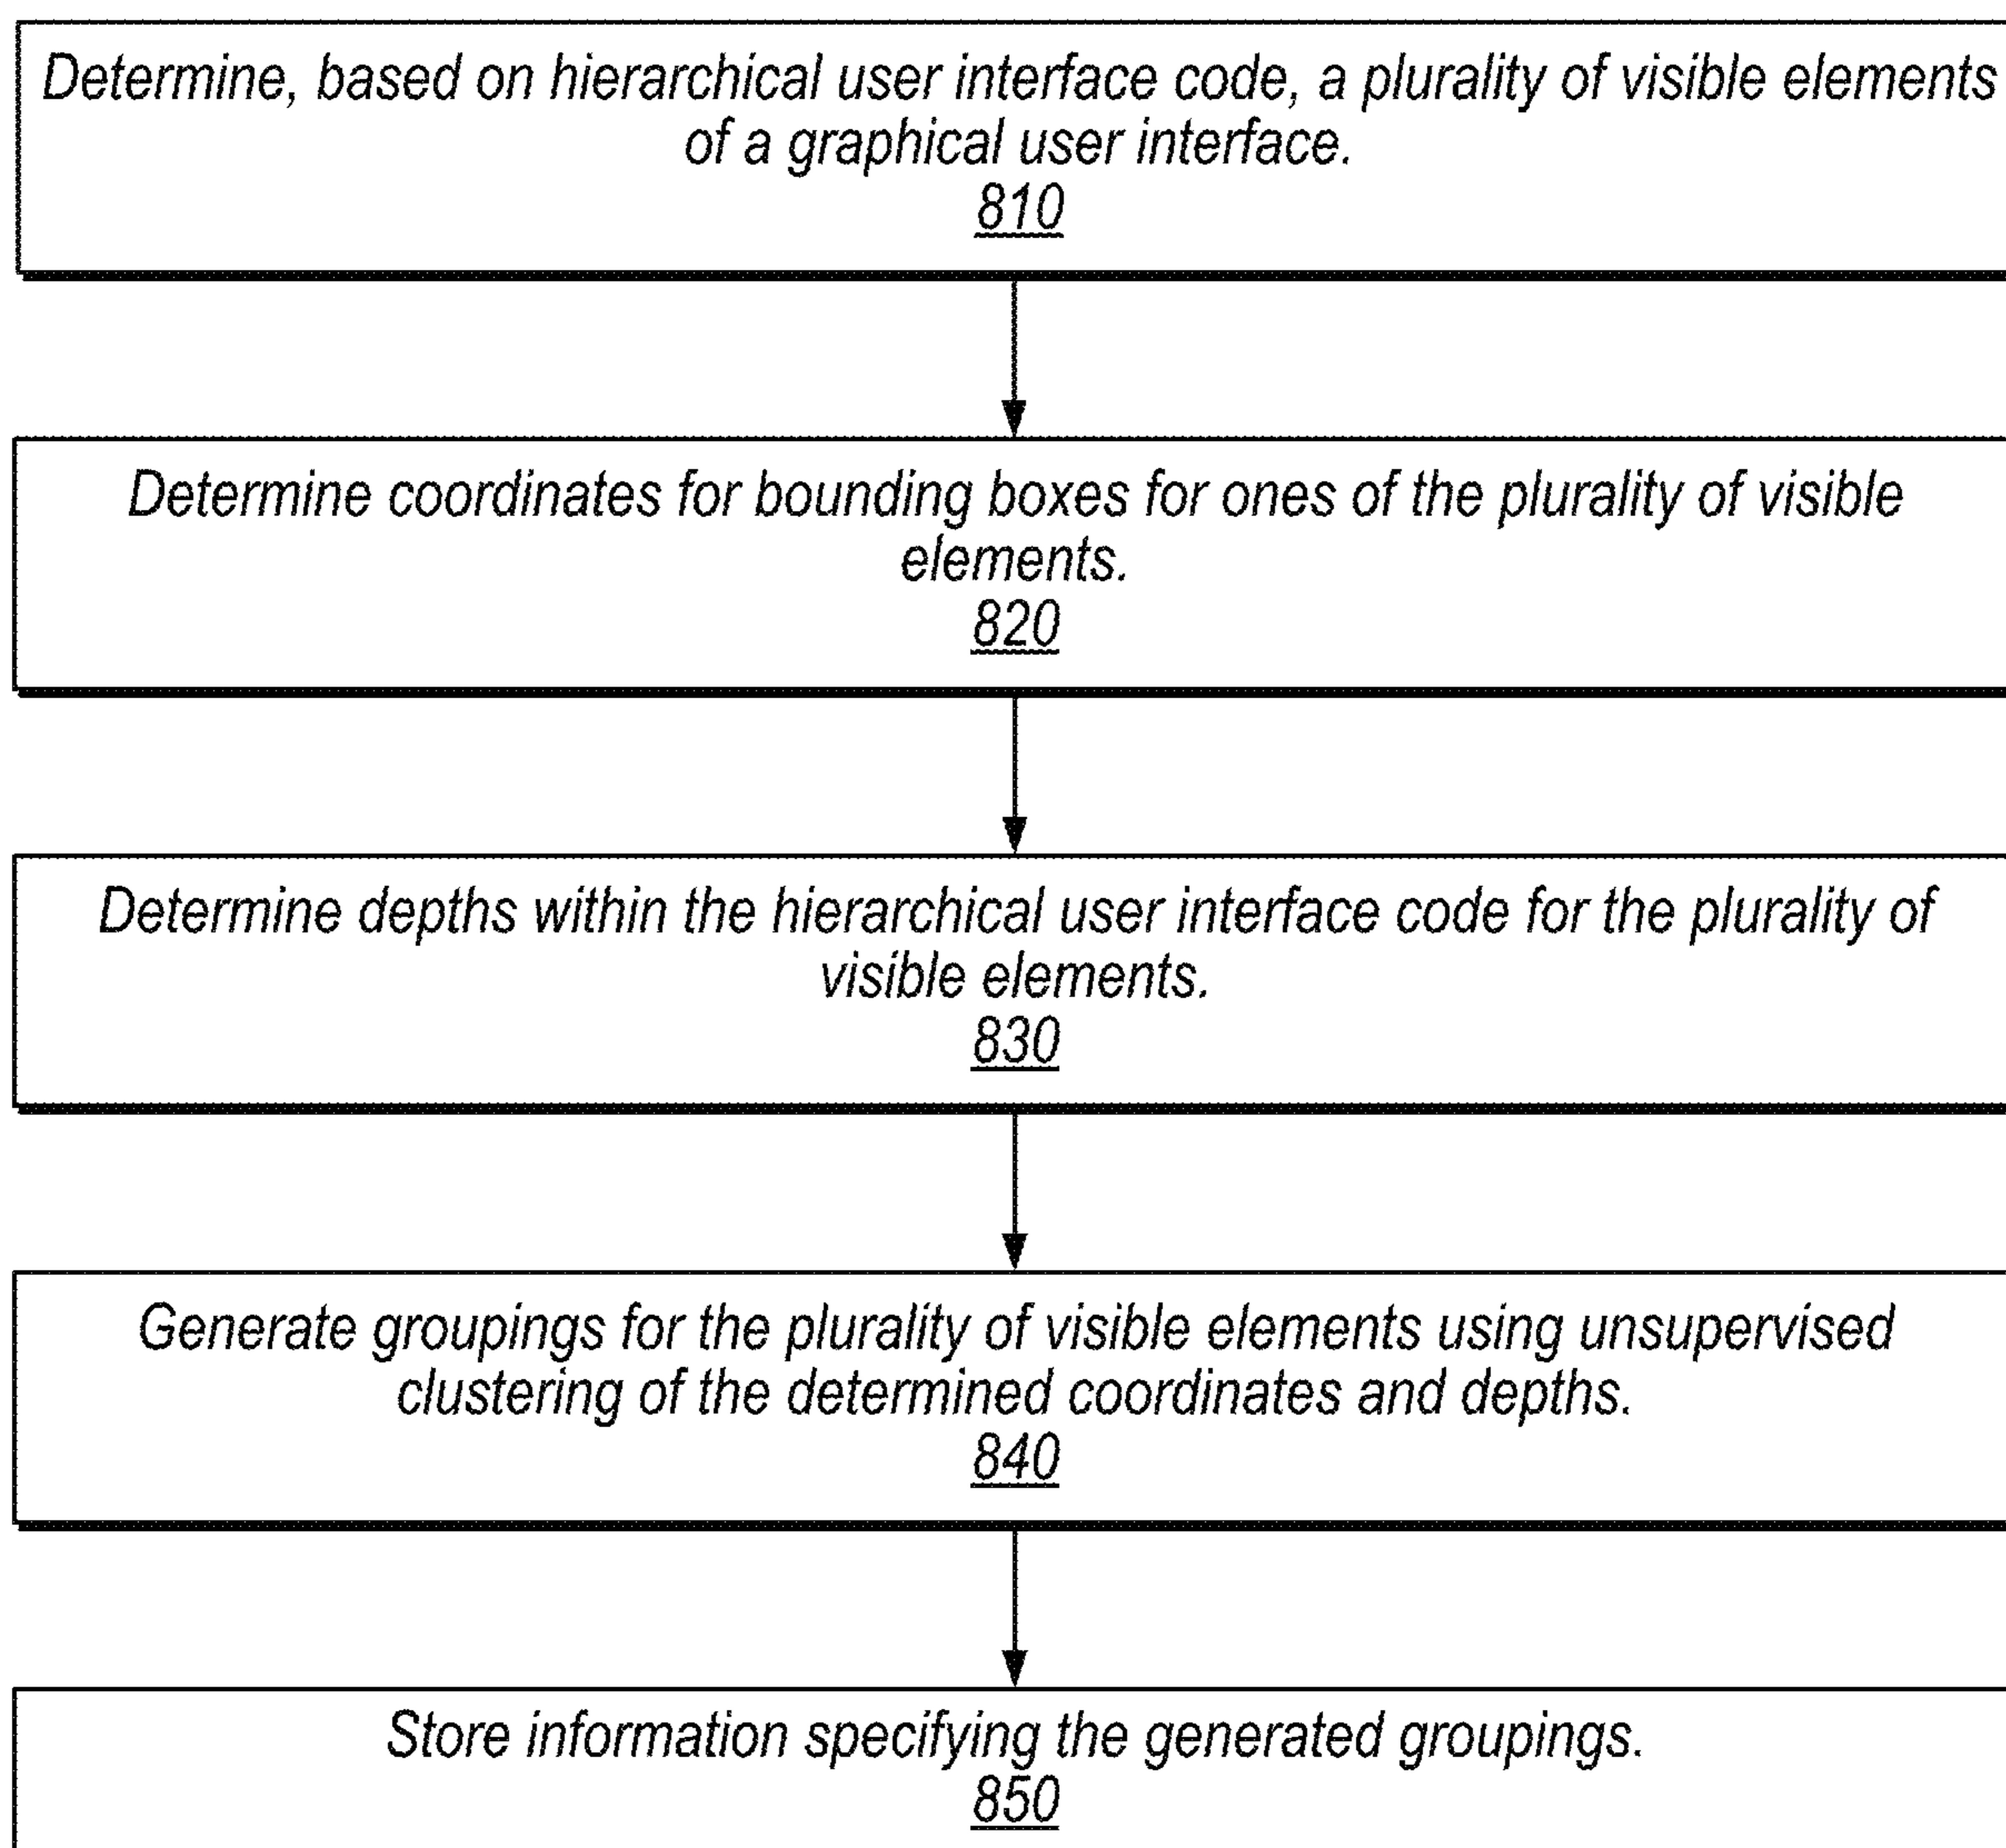 Determine, based on hierarchical user interface code, a plurality of visible elements
of a graphical user interface.
810
Determine coordinates for bounding boxes for ones of the plurality of visible
elements.
820
Determine depths within the hierarchical user interface code for the plurality of
visible elements.
830
Generate groupings for the plurality of visible elements using unsupervised
clustering of the determined coordinates and depths.
840
Store information specifying the generated groupings.
850